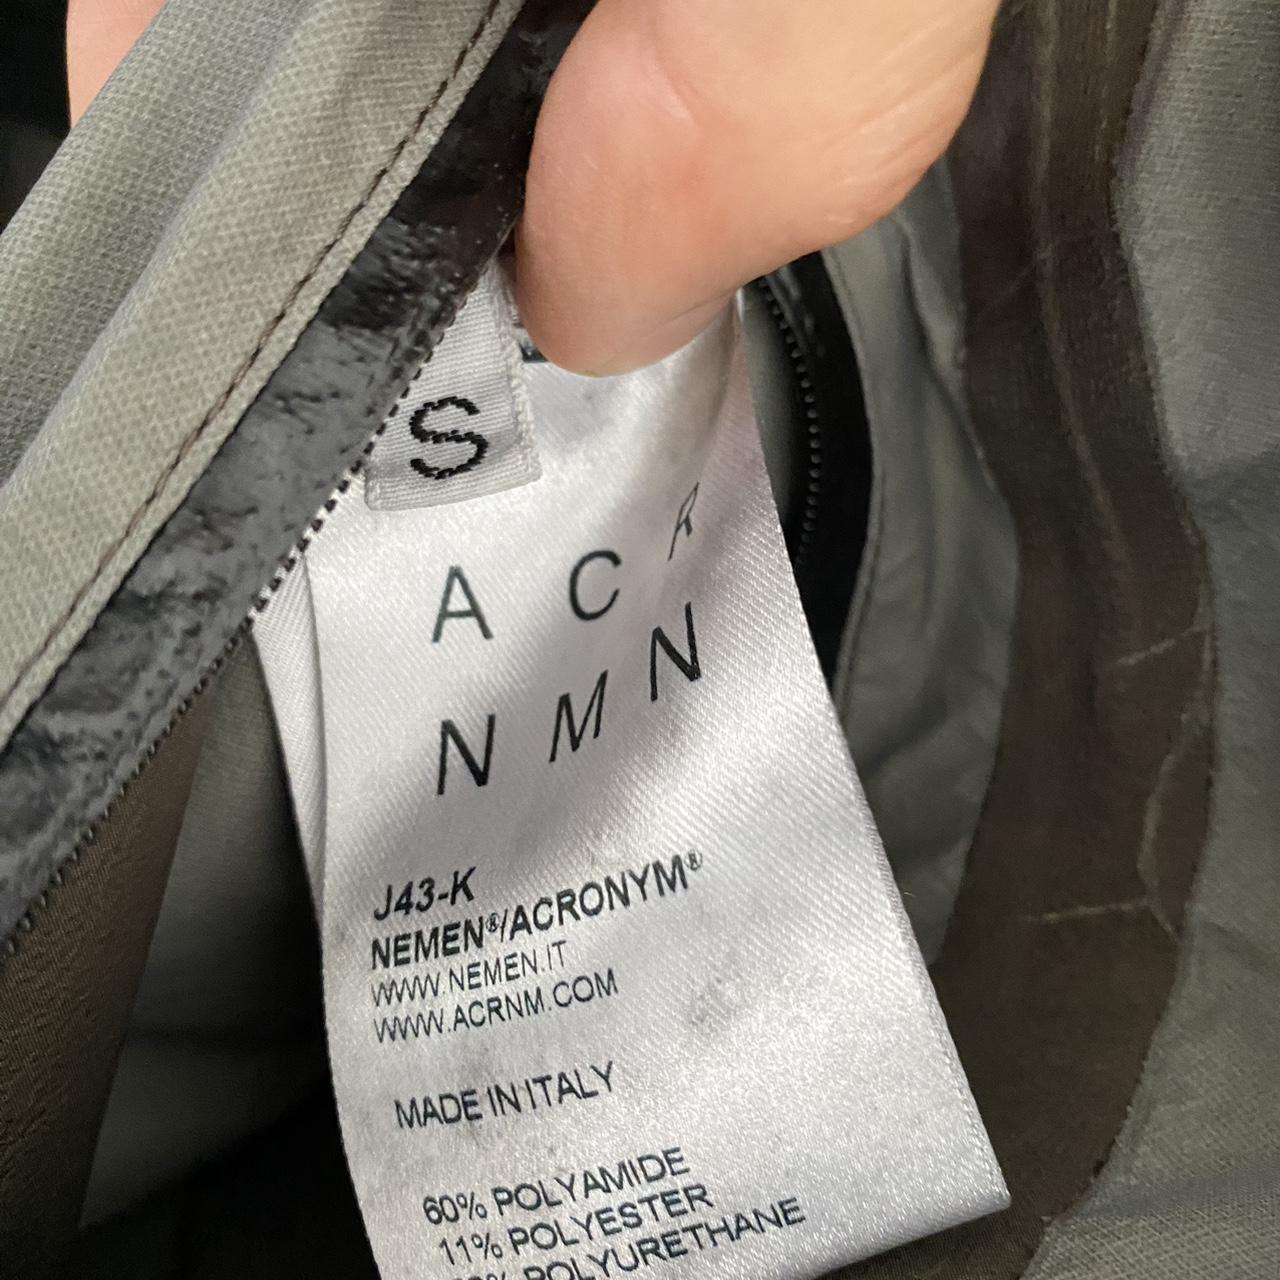 S
A C R
N M N
J43-K
NEMEN®/ACRONYM®
WWW.NEMEN.IT
WWW.ACRNM.COM
MADE IN ITALY
60% POLYAMIDE
11% POLYESTER
POLYURETHANE